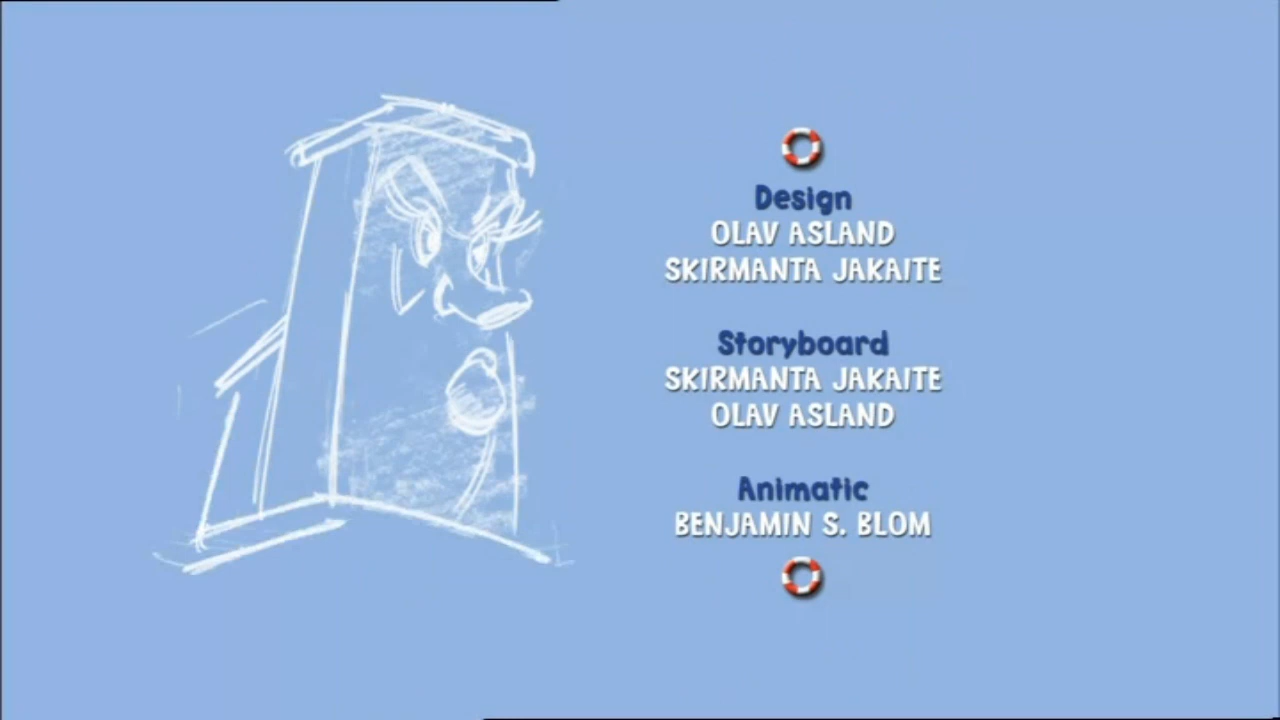 Design
OLAV ASLAND
SKIRMANTA JAKAITE
Storyboard
SKIRMANTA JAKAITE
OLAV ASLAND
Animatic
BENJAMIN S. BLOM